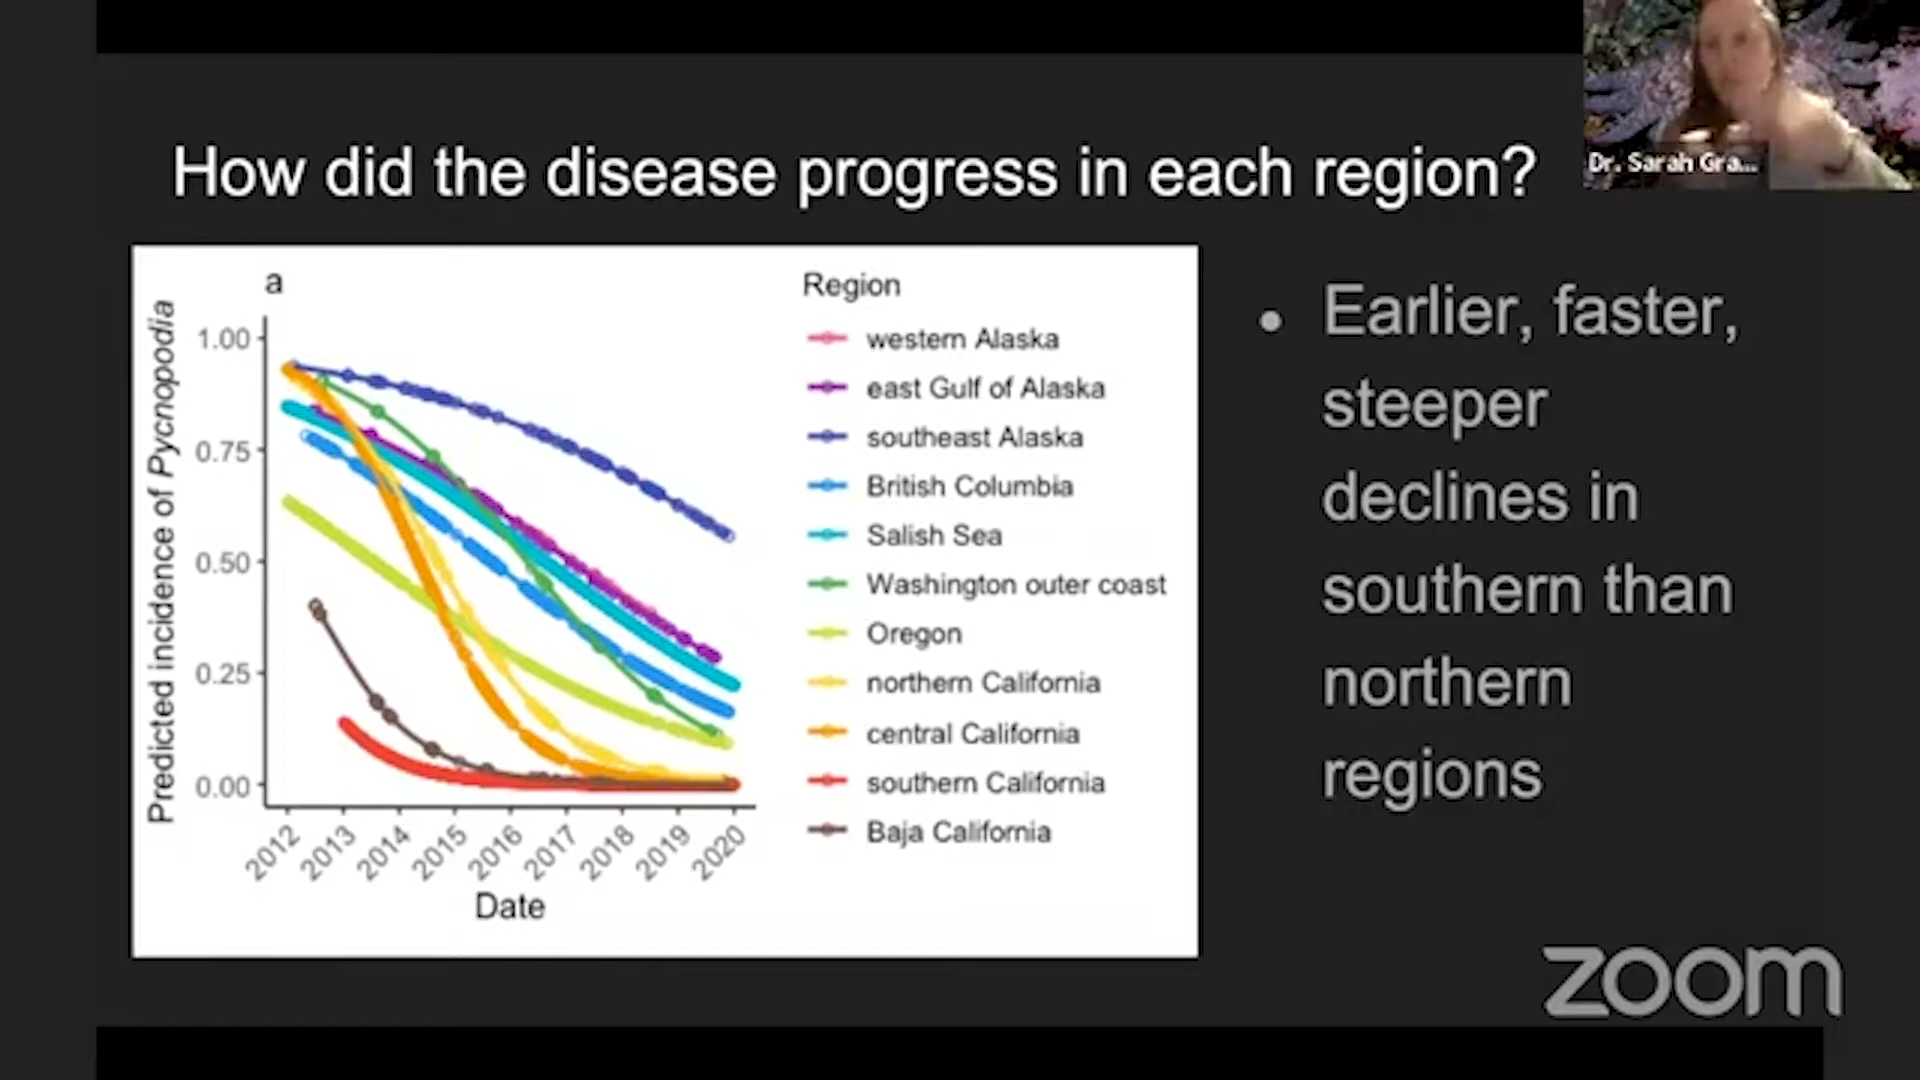 Dr. Sarah Gra...
How did the disease progress in each region?
a
Predicted incidence of Pycnopodia
1.00
0.75
0.50
0.25
0.00
2012
2013
2014
2015
2016
2017
2018
2019
2020
Date
Region
western Alaska
east Gulf of Alaska
southeast Alaska
British Columbia
Salish Sea
Washington outer coast
Oregon
northern California
central California
southern California
Baja California
• Earlier, faster,
steeper
declines in
southern than
northern
regions
zoom